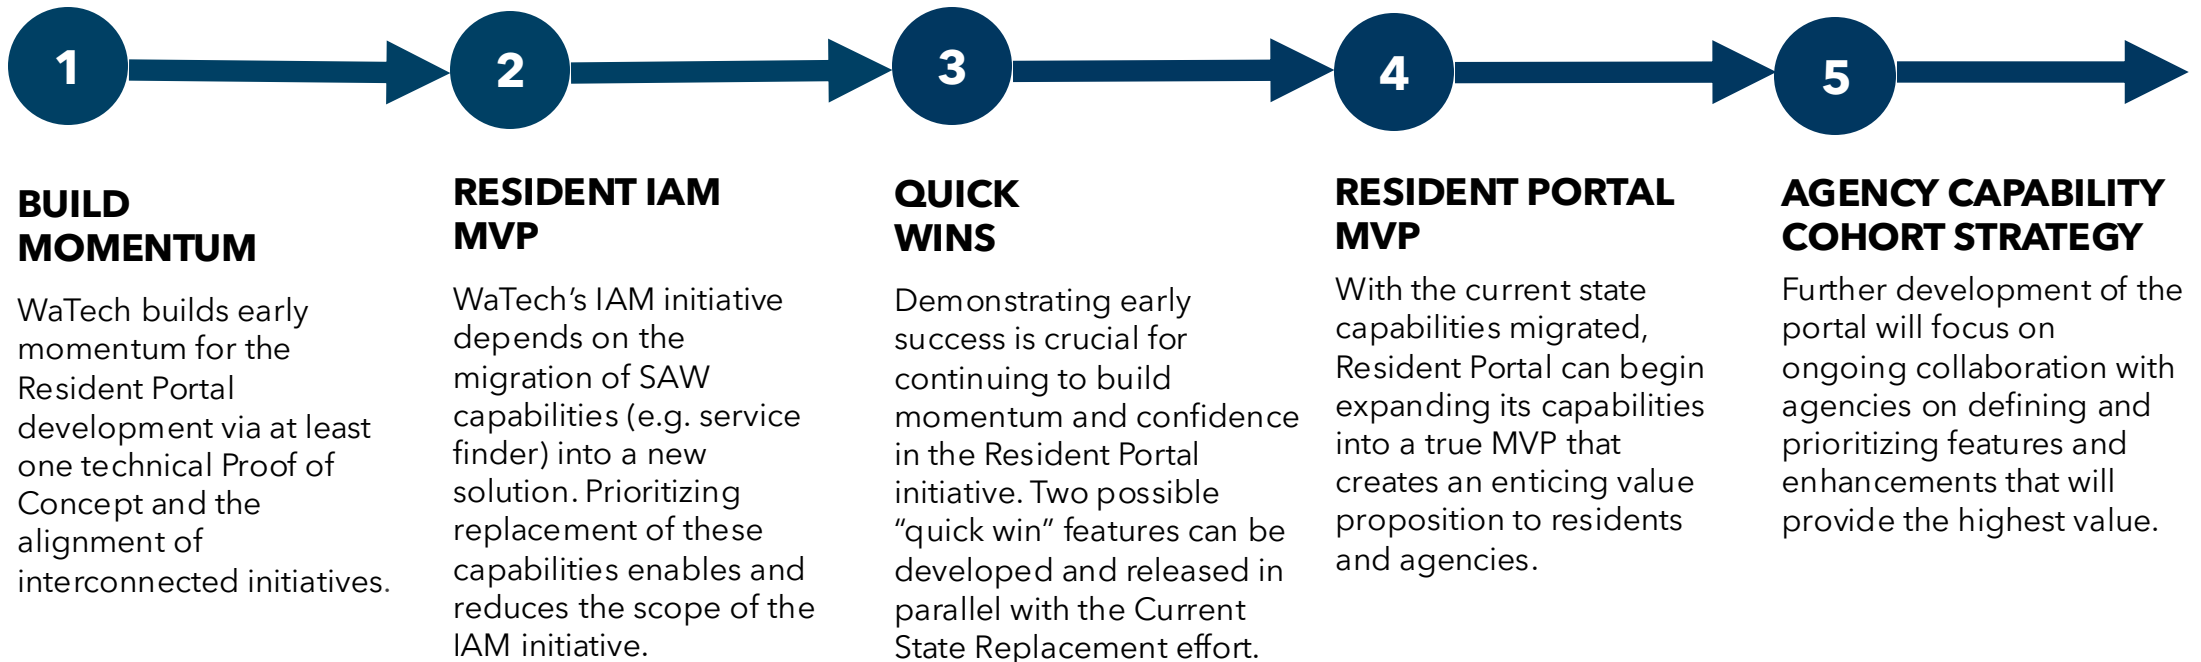 1
2
3
4
5
BUILD
MOMENTUM
WaTech builds early
momentum for the
Resident Portal
development via at least
one technical Proof of
Concept and the
alignment of
interconnected initiatives.
RESIDENT IAM
MVP
WaTech’s IAM initiative
depends on the
migration of SAW
capabilities (e.g. service
finder) into a new
solution. Prioritizing
replacement of these
capabilities enables and
reduces the scope of the
IAM initiative.
QUICK
WINS
Demonstrating early
success is crucial for
continuing to build
momentum and confidence
in the Resident Portal
initiative. Two possible
“quick win” features can be
developed and released in
parallel with the Current
State Replacement effort.
RESIDENT PORTAL
MVP
With the current state
capabilities migrated,
Resident Portal can begin
expanding its capabilities
into a true MVP that
creates an enticing value
proposition to residents
and agencies.
AGENCY CAPABILITY
COHORT STRATEGY
Further development of the
portal will focus on
ongoing collaboration with
agencies on defining and
prioritizing features and
enhancements that will
provide the highest value.